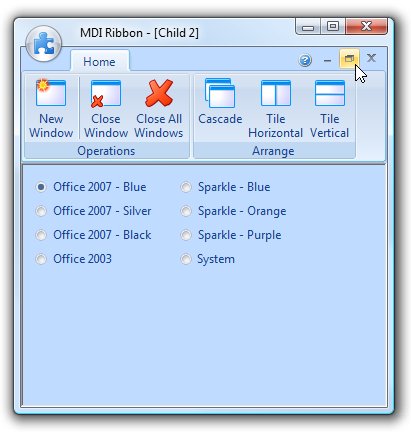 MDI Ribbon - [Child 2]
Home
New Window
Close Window
Close All Windows
Cascade
Tile Horizontal
Tile Vertical
Operations
Arrange
Office 2007 - Blue
Sparkle - Blue
Office 2007 - Silver
Sparkle - Orange
Office 2007 - Black
Sparkle - Purple
Office 2003
System